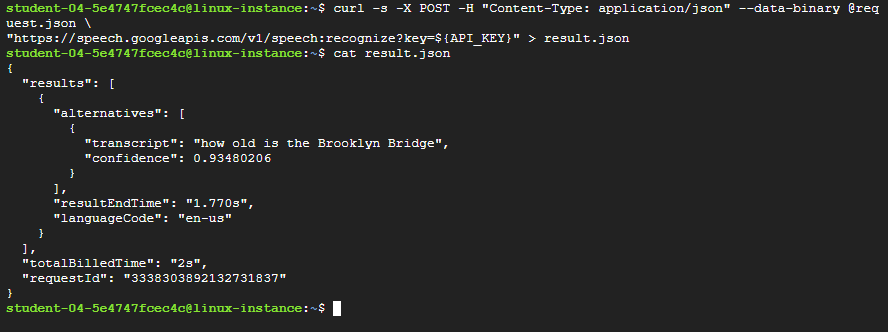 student-04-5e4747fcec4c@linux-instance:~$ curl -s -X POST -H "Content-Type: application/json" --data-binary @req
uest.json \
"https://speech.googleapis.com/v1/speech:recognize?key=${API_KEY}" > result.json
student-04-5e4747fcec4c@linux-instance:~$ cat result.json
{
  "results": [
    {
      "alternatives": [
        {
          "transcript": "how old is the Brooklyn Bridge",
          "confidence": 0.93480206
        }
      ],
      "resultEndTime": "1.770s",
      "languageCode": "en-us"
    }
  ],
  "totalBilledTime": "2s",
  "requestId": "3338303892132731837"
}
student-04-5e4747fcec4c@linux-instance:~$